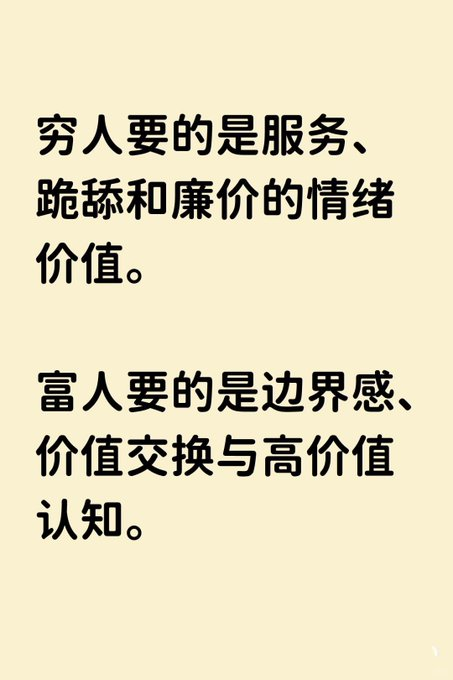 穷人要的是服务、
跪舔和廉价的情绪
价值。
富人要的是边界感、
价值交换与高价值
认知。